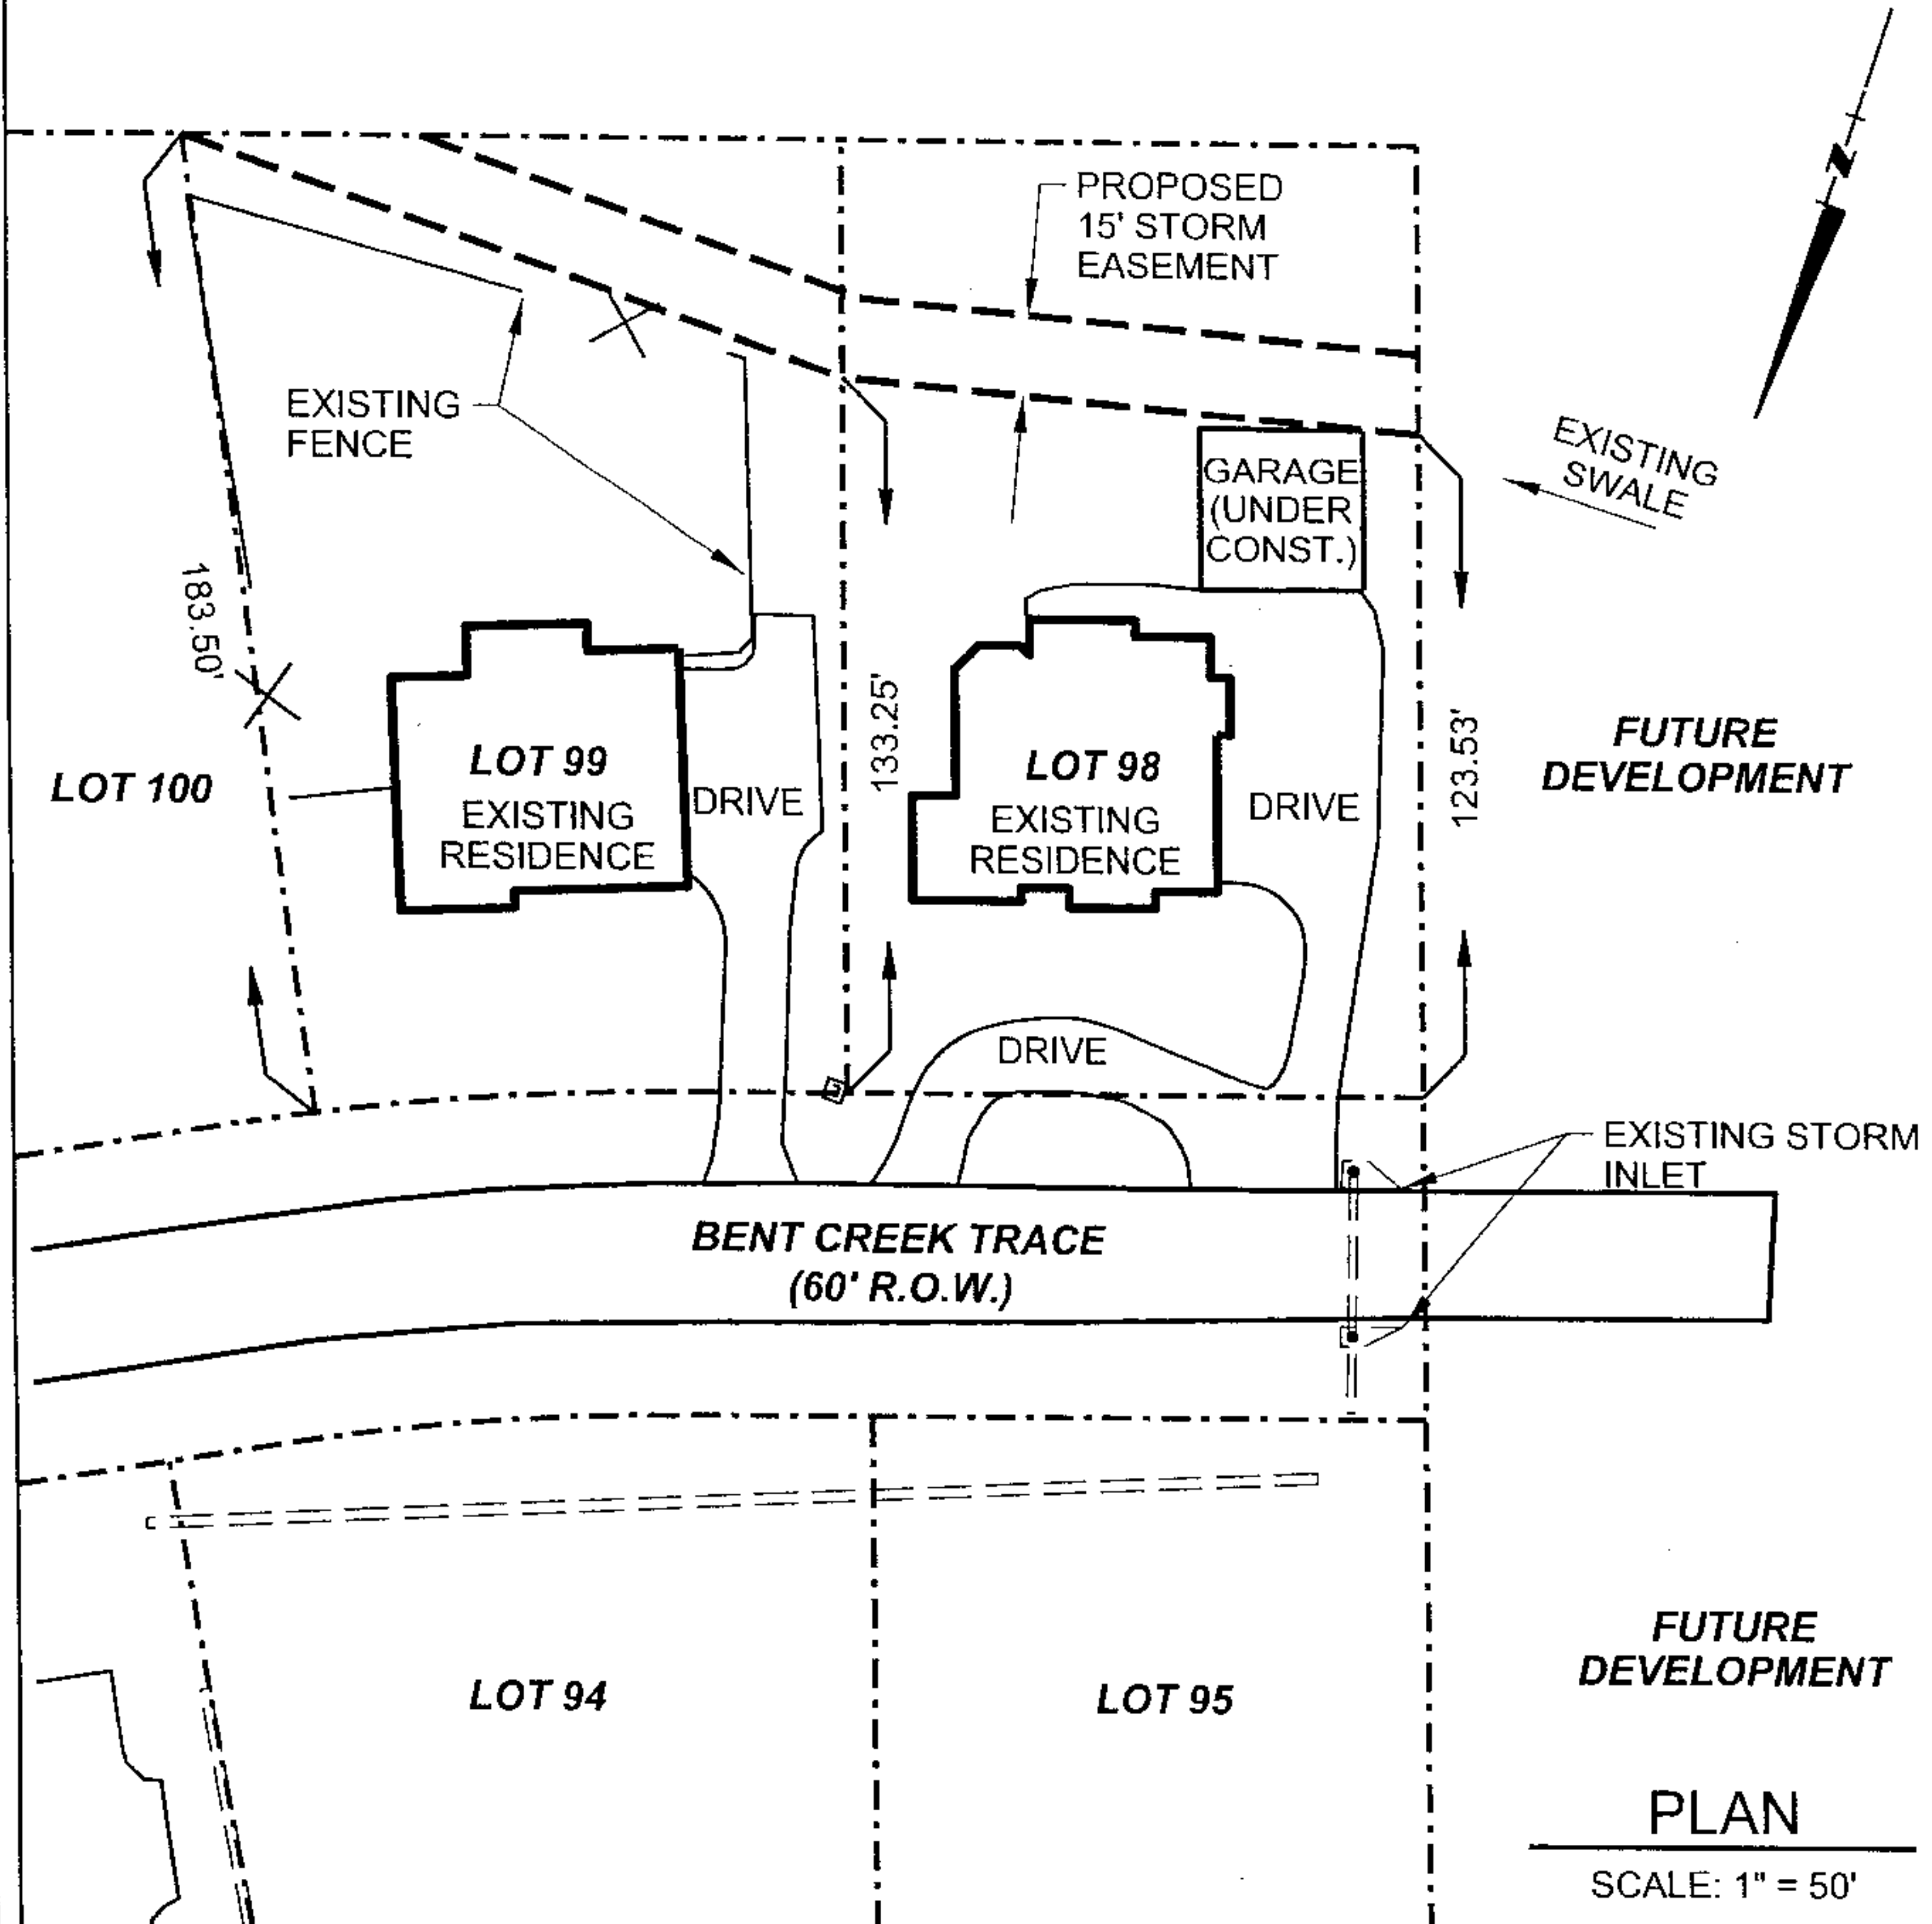 PROPOSED
15' STORM
EASEMENT
N
EXISTING
FENCE
GARAGE
(UNDER
CONST.)
EXISTING
SWALE
183.50'
133.25'
123.53'
LOT 100
LOT 99
EXISTING
RESIDENCE
DRIVE
LOT 98
EXISTING
RESIDENCE
DRIVE
FUTURE
DEVELOPMENT
DRIVE
G
EXISTING STORM
INLET
BENT CREEK TRACE
(60' R.O.W.)
LOT 94
LOT 95
FUTURE
DEVELOPMENT
PLAN
SCALE: 1" = 50'